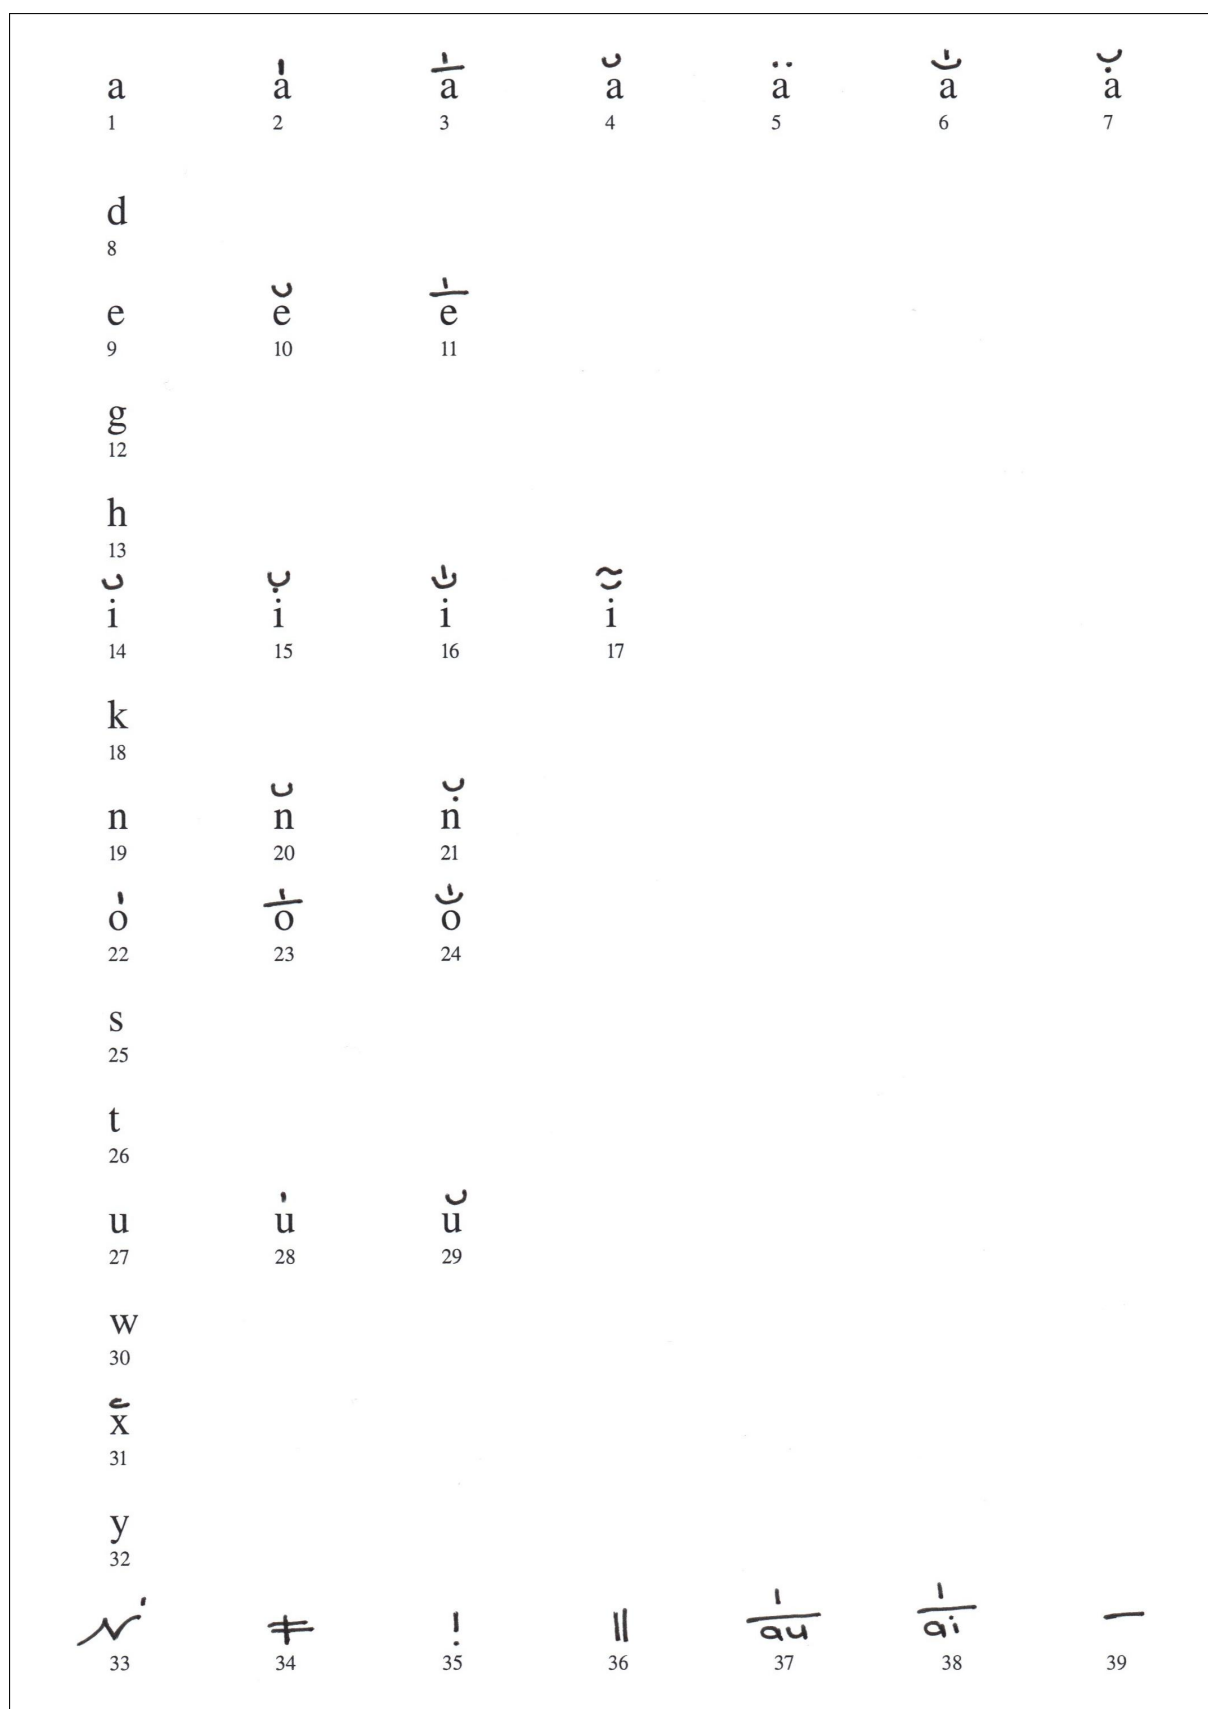 a a̍ ā̍ ă ä ă̍ ȧ̆
1 2 3 4 5 6 7
d
8
e ĕ ē̍
9 10 11
g
12
h
13
ĭ i̇̆ ĭ̍ ĭ̃
14 15 16 17
k
18
n n̆ ṅ̆
19 20 21
o̍ ō̍ ŏ̍
22 23 24
s
25
t
26
u u̍ ŭ
27 28 29
w
30
x̆
31
y
32
ǂ ! ǁ a͞u̍ a͞i̍ —
33 34 35 36 37 38 39